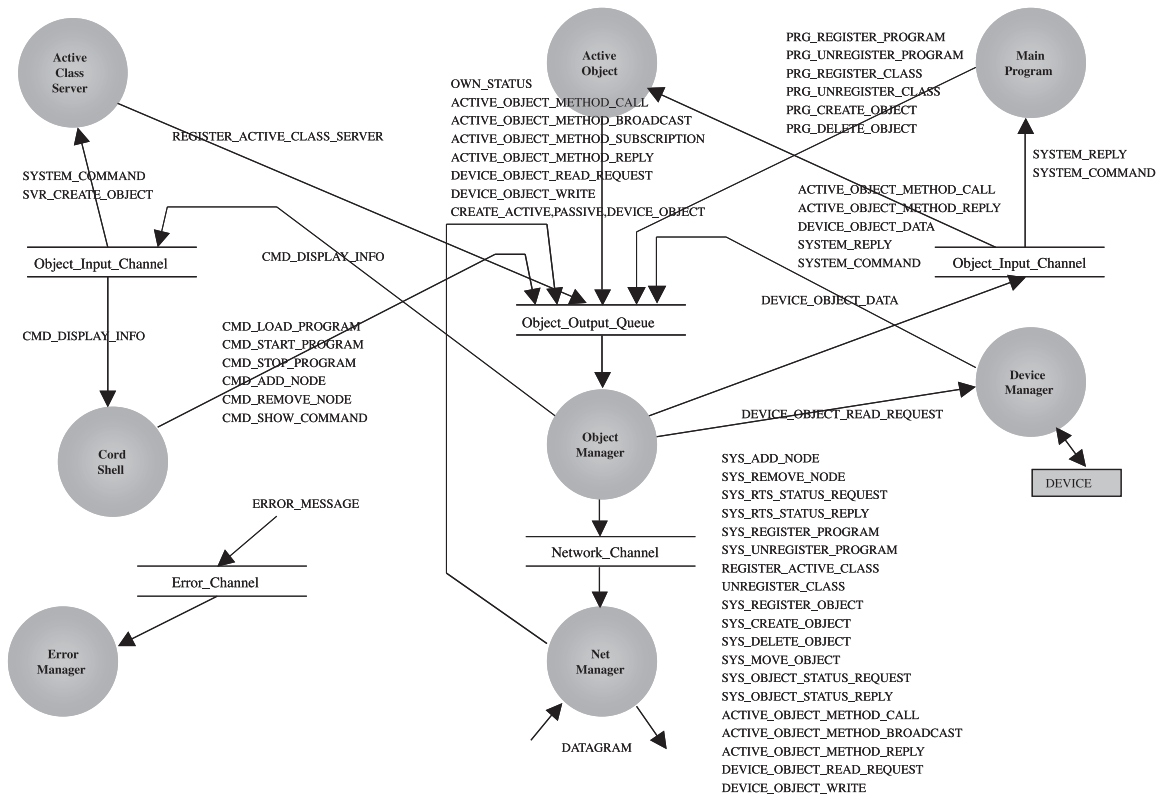 Active
Class
Server
Active
Object
Main
Program
PRG_REGISTER_PROGRAM
PRG_UNREGISTER_PROGRAM
PRG_REGISTER_CLASS
PRG_UNREGISTER_CLASS
PRG_CREATE_OBJECT
PRG_DELETE_OBJECT
OWN_STATUS
ACTIVE_OBJECT_METHOD_CALL
ACTIVE_OBJECT_METHOD_BROADCAST
ACTIVE_OBJECT_METHOD_SUBSCRIPTION
ACTIVE_OBJECT_METHOD_REPLY
DEVICE_OBJECT_READ_REQUEST
DEVICE_OBJECT_WRITE
CREATE_ACTIVE,PASSIVE,DEVICE_OBJECT
REGISTER_ACTIVE_CLASS_SERVER
SYSTEM_COMMAND
SVR_CREATE_OBJECT
SYSTEM_REPLY
SYSTEM_COMMAND
ACTIVE_OBJECT_METHOD_CALL
ACTIVE_OBJECT_METHOD_REPLY
DEVICE_OBJECT_DATA
SYSTEM_REPLY
SYSTEM_COMMAND
Object_Input_Channel
CMD_DISPLAY_INFO
Object_Input_Channel
DEVICE_OBJECT_DATA
Object_Output_Queue
CMD_DISPLAY_INFO
CMD_LOAD_PROGRAM
CMD_START_PROGRAM
CMD_STOP_PROGRAM
CMD_ADD_NODE
CMD_REMOVE_NODE
CMD_SHOW_COMMAND
Device
Manager
DEVICE_OBJECT_READ_REQUEST
Object
Manager
Cord
Shell
DEVICE
ERROR_MESSAGE
SYS_ADD_NODE
SYS_REMOVE_NODE
SYS_RTS_STATUS_REQUEST
SYS_RTS_STATUS_REPLY
SYS_REGISTER_PROGRAM
SYS_UNREGISTER_PROGRAM
REGISTER_ACTIVE_CLASS
UNREGISTER_CLASS
SYS_REGISTER_OBJECT
SYS_CREATE_OBJECT
SYS_DELETE_OBJECT
SYS_MOVE_OBJECT
SYS_OBJECT_STATUS_REQUEST
SYS_OBJECT_STATUS_REPLY
ACTIVE_OBJECT_METHOD_CALL
ACTIVE_OBJECT_METHOD_BROADCAST
ACTIVE_OBJECT_METHOD_REPLY
DEVICE_OBJECT_READ_REQUEST
DEVICE_OBJECT_WRITE
Network_Channel
Error_Channel
Error
Manager
Net
Manager
DATAGRAM